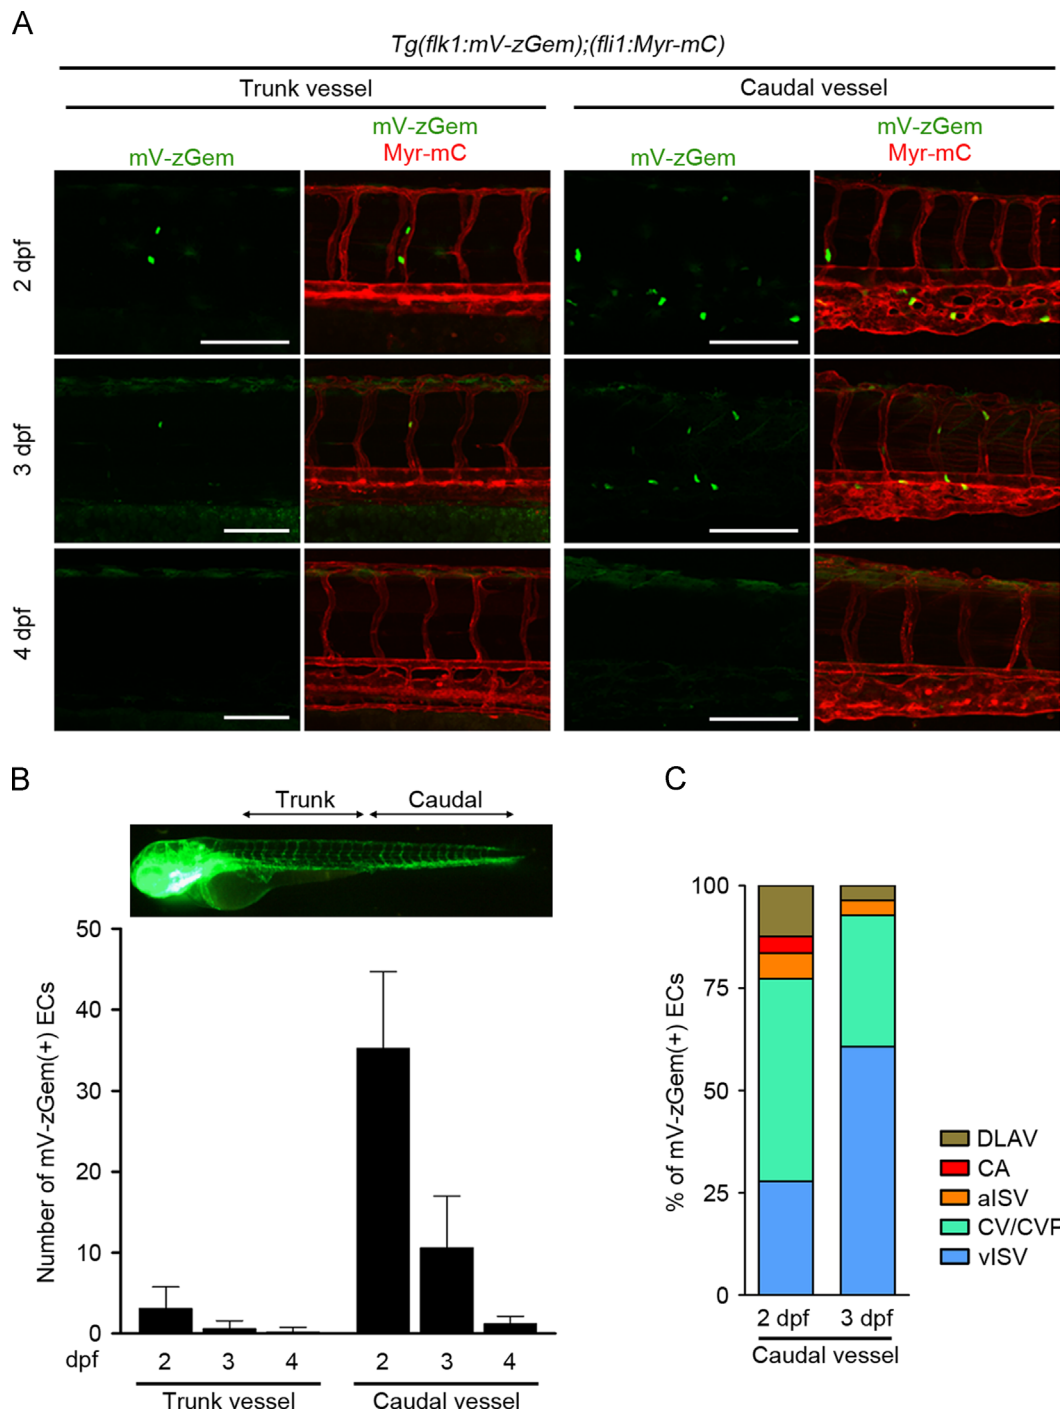 A
Tg(flk1:mV-zGem);(fli1:Myr-mC)
Trunk vessel
Caudal vessel
mV-zGem
mV-zGem
Myr-mC
mV-zGem
mV-zGem
Myr-mC
2 dpf
3 dpf
4 dpf
B
Trunk
Caudal
Number of mV-zGem(+) ECs
50
40
30
20
10
0
dpf
2
3
4
2
3
4
Trunk vessel
Caudal vessel
C
% of mV-zGem(+) ECs
100
75
50
25
0
2 dpf
3 dpf
Caudal vessel
DLAV
CA
aISV
CV/CVP
vISV